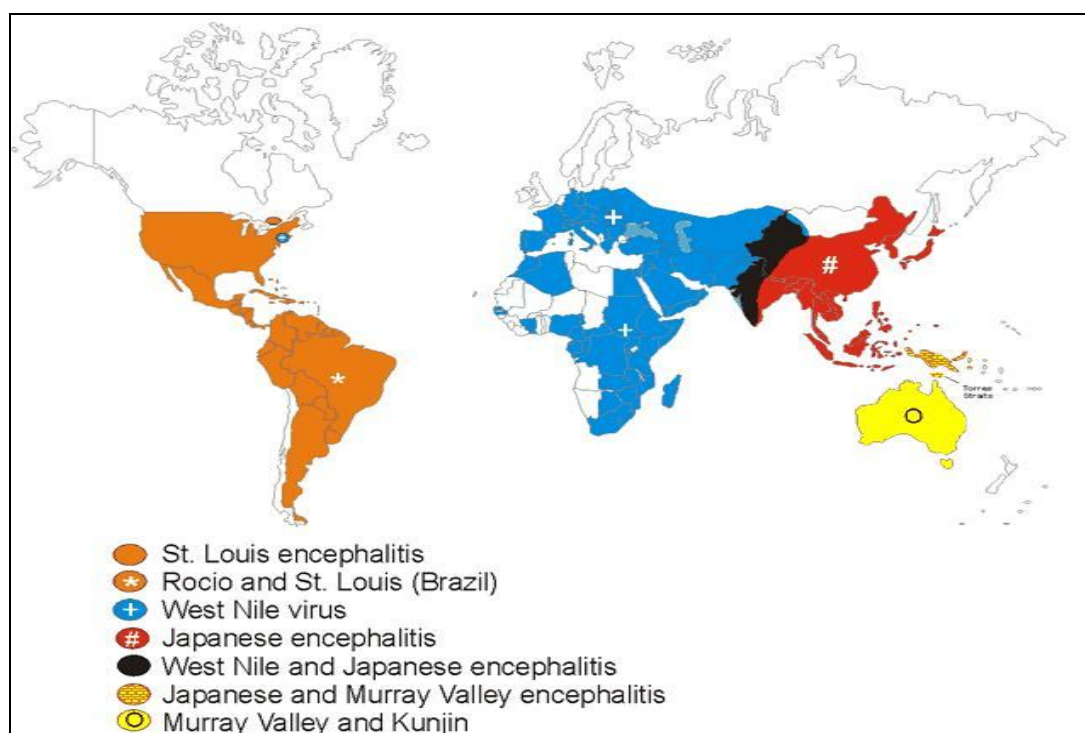 +
+
#
*
Torres
Strats
St. Louis encephalitis
* Rocio and St. Louis (Brazil)
+ West Nile virus
# Japanese encephalitis
West Nile and Japanese encephalitis
Japanese and Murray Valley encephalitis
Murray Valley and Kunjin